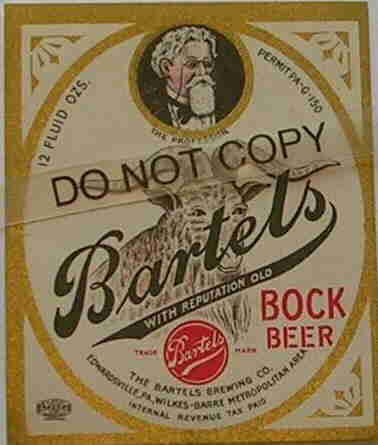 12 FLUID OZS.
PERMIT PA-G-150
THE PROFESSOR
DO NOT COPY
Bartels
WITH REPUTATION OLD
BOCK
BEER
TRADE Bartels MARK
THE BARTELS BREWING CO.
EDWARDSVILLE, PA. WILKES-BARRE METROPOLITAN AREA
INTERNAL REVENUE TAX PAID